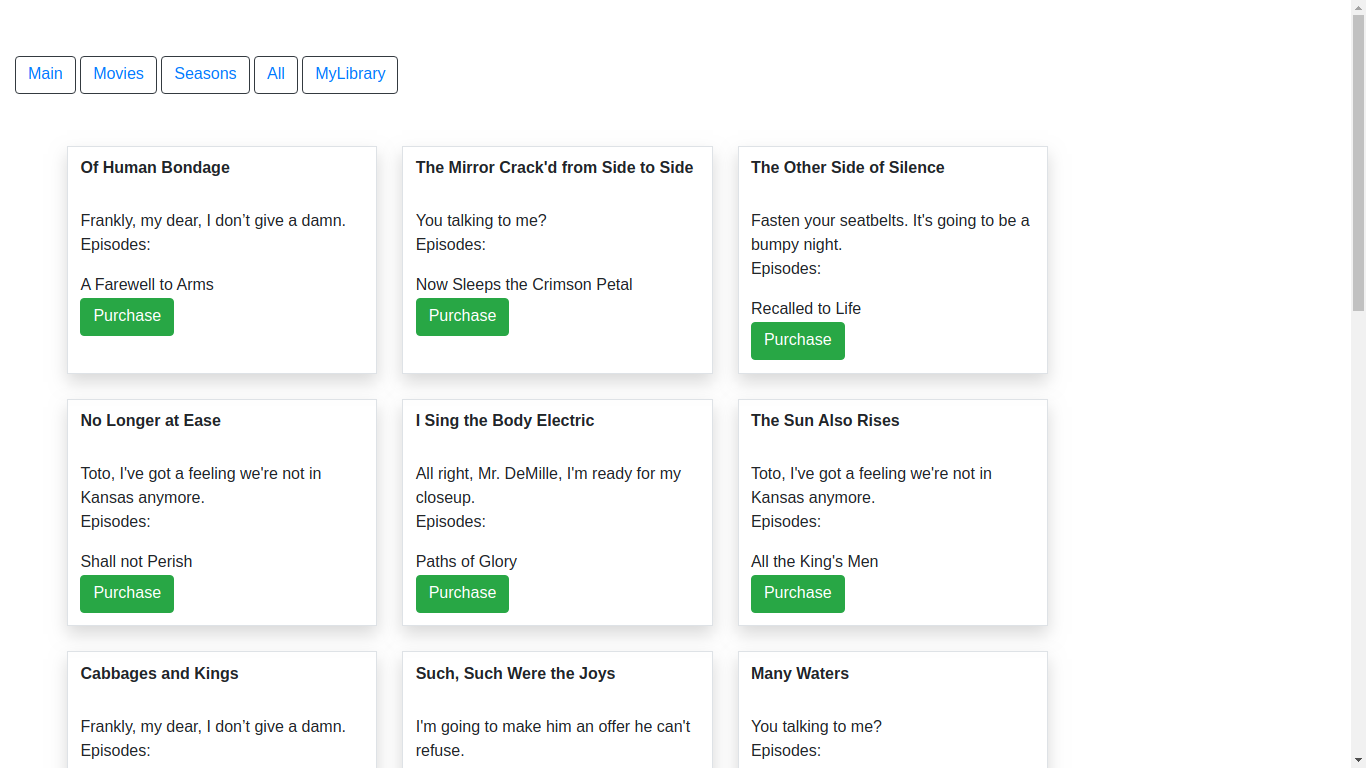 Main Movies Seasons All MyLibrary
Of Human Bondage
Frankly, my dear, I don’t give a damn.
Episodes:
A Farewell to Arms
Purchase
The Mirror Crack'd from Side to Side
You talking to me?
Episodes:
Now Sleeps the Crimson Petal
Purchase
The Other Side of Silence
Fasten your seatbelts. It's going to be a
bumpy night.
Episodes:
Recalled to Life
Purchase
No Longer at Ease
Toto, I've got a feeling we're not in
Kansas anymore.
Episodes:
Shall not Perish
Purchase
I Sing the Body Electric
All right, Mr. DeMille, I'm ready for my
closeup.
Episodes:
Paths of Glory
Purchase
The Sun Also Rises
Toto, I've got a feeling we're not in
Kansas anymore.
Episodes:
All the King's Men
Purchase
Cabbages and Kings
Frankly, my dear, I don’t give a damn.
Episodes:
Such, Such Were the Joys
I'm going to make him an offer he can't
refuse.
Many Waters
You talking to me?
Episodes: